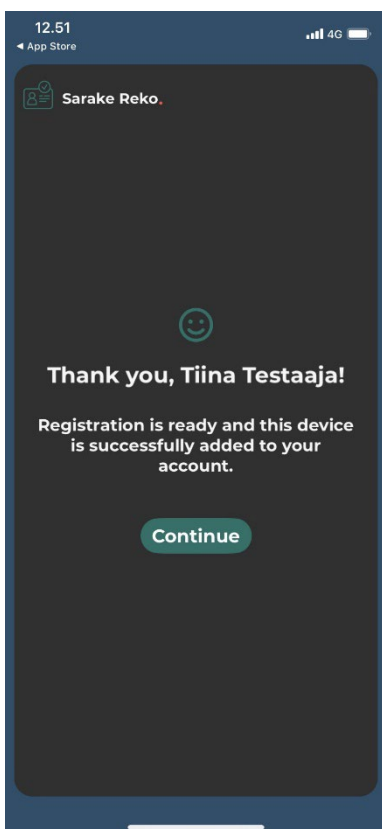 12.51
4G
◀ App Store
Sarake Reko.
Thank you, Tiina Testaaja!
Registration is ready and this device
is successfully added to your
account.
Continue